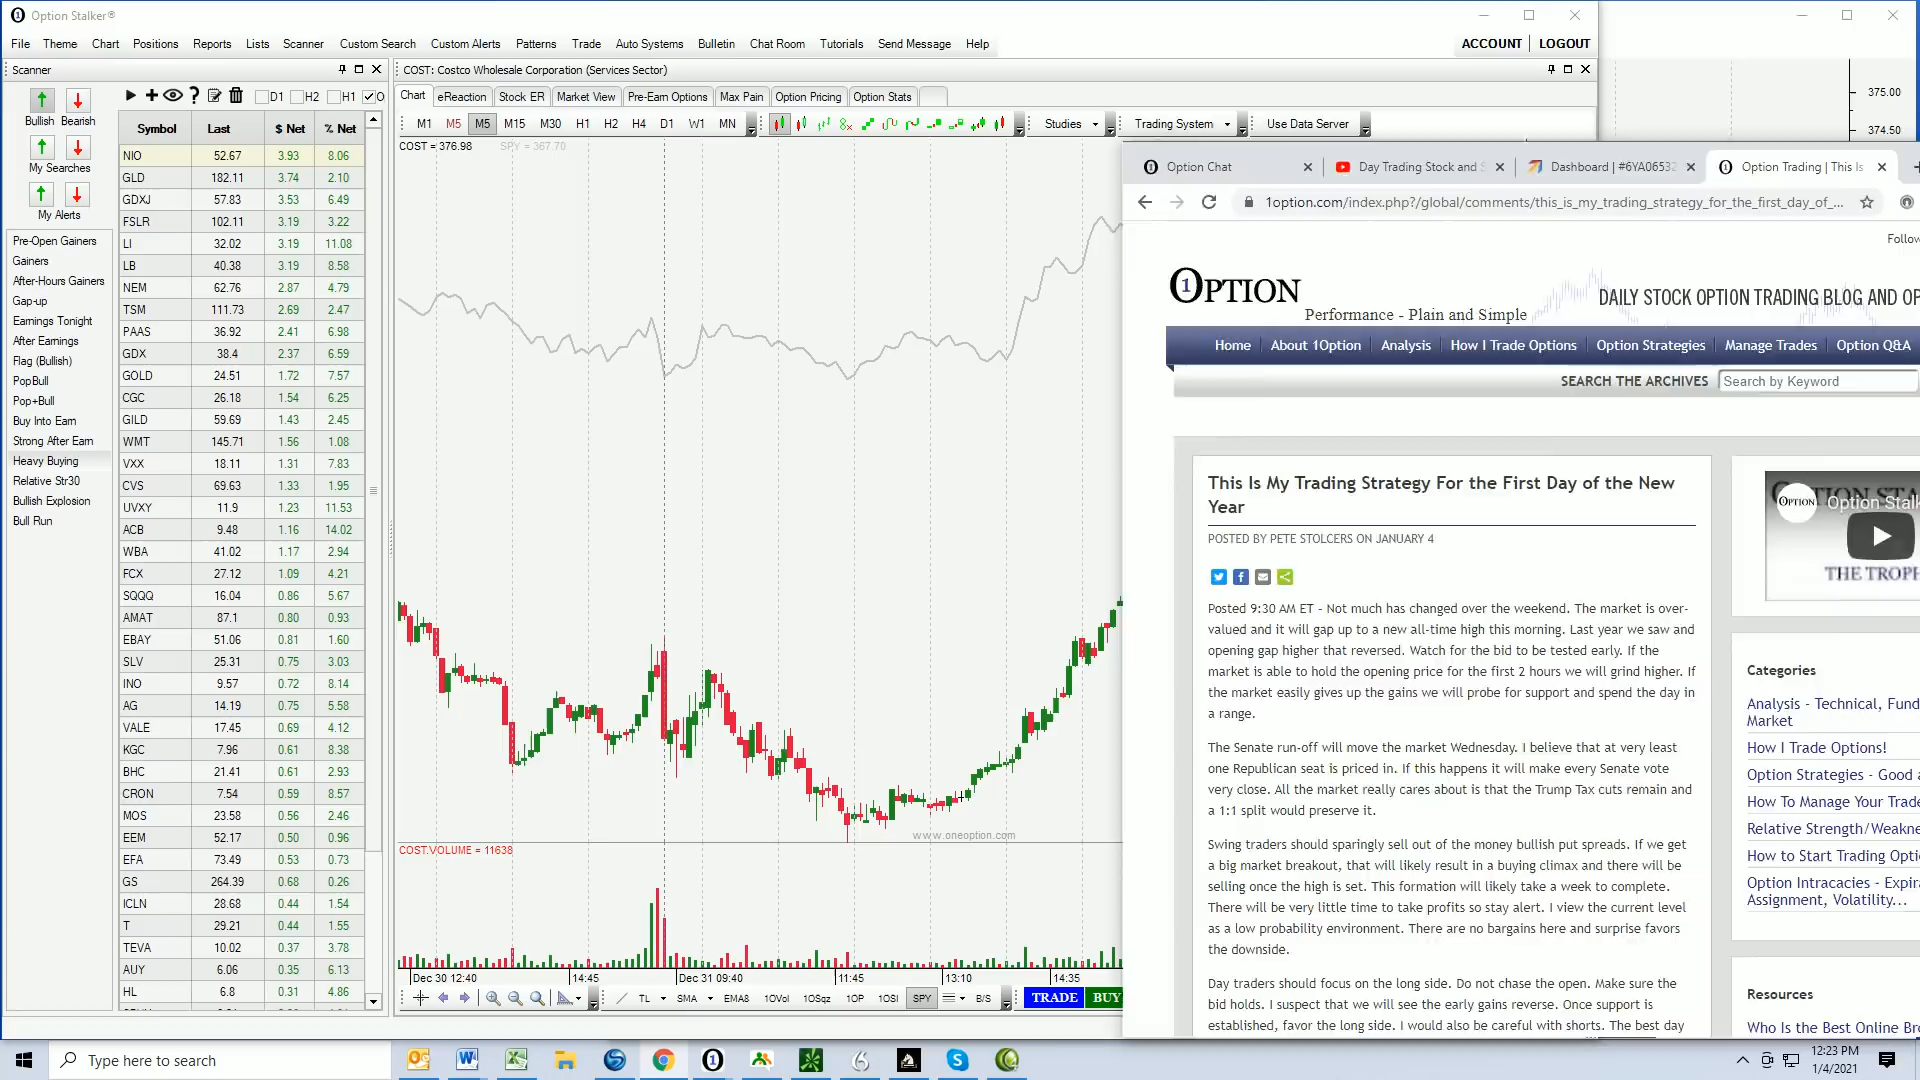 Option Stalker®
File Theme Chart Positions Reports Lists Scanner Custom Search Custom Alerts Patterns Trade Auto Systems Bulletin Chat Room Tutorials Send Message Help
ACCOUNT LOGOUT
Scanner
Bullish Bearish
My Searches
My Alerts
Pre-Open Gainers
Gainers
After-Hours Gainers
Gap-up
Earnings Tonight
After Earnings
Flag (Bullish)
PopBull
Pop+Bull
Buy Into Earn
Strong After Earn
Heavy Buying
Relative Str30
Bullish Explosion
Bull Run
D1 H2 H1 O
Symbol Last $ Net % Net
NIO 52.67 3.93 8.06
GLD 182.11 3.74 2.10
GDXJ 57.83 3.53 6.49
FSLR 102.11 3.19 3.22
LI 32.02 3.19 11.08
LB 40.38 3.19 8.58
NEM 62.76 2.87 4.79
TSM 111.73 2.69 2.47
PAAS 36.92 2.41 6.98
GDX 38.4 2.37 6.59
GOLD 24.51 1.72 7.57
CGC 26.18 1.54 6.25
GILD 59.69 1.43 2.45
WMT 145.71 1.56 1.08
VXX 18.11 1.31 7.83
CVS 69.63 1.33 1.95
UVXY 11.9 1.23 11.53
ACB 9.48 1.16 14.02
WBA 41.02 1.17 2.94
FCX 27.12 1.09 4.21
SQQQ 16.04 0.86 5.67
AMAT 87.1 0.80 0.93
EBAY 51.06 0.81 1.60
SLV 25.31 0.75 3.03
INO 9.57 0.72 8.14
AG 14.19 0.75 5.58
VALE 17.45 0.69 4.12
KGC 7.96 0.61 8.38
BHC 21.41 0.61 2.93
CRON 7.54 0.59 8.57
MOS 23.58 0.56 2.46
EEM 52.17 0.50 0.96
EFA 73.49 0.53 0.73
GS 264.39 0.68 0.26
ICLN 28.68 0.44 1.54
T 29.21 0.44 1.55
TEVA 10.02 0.37 3.78
AUY 6.06 0.35 6.13
HL 6.8 0.31 4.86
COST: Costco Wholesale Corporation (Services Sector)
Chart eReaction Stock ER Market View Pre-Earn Options Max Pain Option Pricing Option Stats
M1 M5 M5 M15 M30 H1 H2 H4 D1 W1 MN Studies Trading System Use Data Server
COST = 376.98 SPY = 367.70
www.oneoption.com
COST.VOLUME = 11638
Dec 30 12:40 14:45 Dec 31 09:40 11:45 13:10 14:35
TL SMA EMA8 1OVol 1OSqz 1OP 1OSI SPY B/S TRADE BUY
375.00
374.50
Option Chat Day Trading Stock and S Dashboard | #6YA06532 Option Trading | This Is
1option.com/index.php?/global/comments/this_is_my_trading_strategy_for_the_first_day_of_...
Follow
1OPTION
Performance - Plain and Simple
DAILY STOCK OPTION TRADING BLOG AND OP
Home About 1Option Analysis How I Trade Options Option Strategies Manage Trades Option Q&A
SEARCH THE ARCHIVES Search by Keyword
This Is My Trading Strategy For the First Day of the New
Year
POSTED BY PETE STOLCERS ON JANUARY 4
Posted 9:30 AM ET - Not much has changed over the weekend. The market is over-
valued and it will gap up to a new all-time high this morning. Last year we saw and
opening gap higher that reversed. Watch for the bid to be tested early. If the
market is able to hold the opening price for the first 2 hours we will grind higher. If
the market easily gives up the gains we will probe for support and spend the day in
a range.
The Senate run-off will move the market Wednesday. I believe that at very least
one Republican seat is priced in. If this happens it will make every Senate vote
very close. All the market really cares about is that the Trump Tax cuts remain and
a 1:1 split would preserve it.
Swing traders should sparingly sell out of the money bullish put spreads. If we get
a big market breakout, that will likely result in a buying climax and there will be
selling once the high is set. This formation will likely take a week to complete.
There will be very little time to take profits so stay alert. I view the current level
as a low probability environment. There are no bargains here and surprise favors
the downside.
Day traders should focus on the long side. Do not chase the open. Make sure the
bid holds. I suspect that we will see the early gains reverse. Once support is
established, favor the long side. I would also be careful with shorts. The best day
OPTION Option Stalk
THE TROPH
Categories
Analysis - Technical, Fund
Market
How I Trade Options!
Option Strategies - Good a
How To Manage Your Trade
Relative Strength/Weakne
How to Start Trading Optio
Option Intracacies - Expira
Assignment, Volatility...
Resources
Who Is the Best Online Bro
Type here to search
12:23 PM
1/4/2021